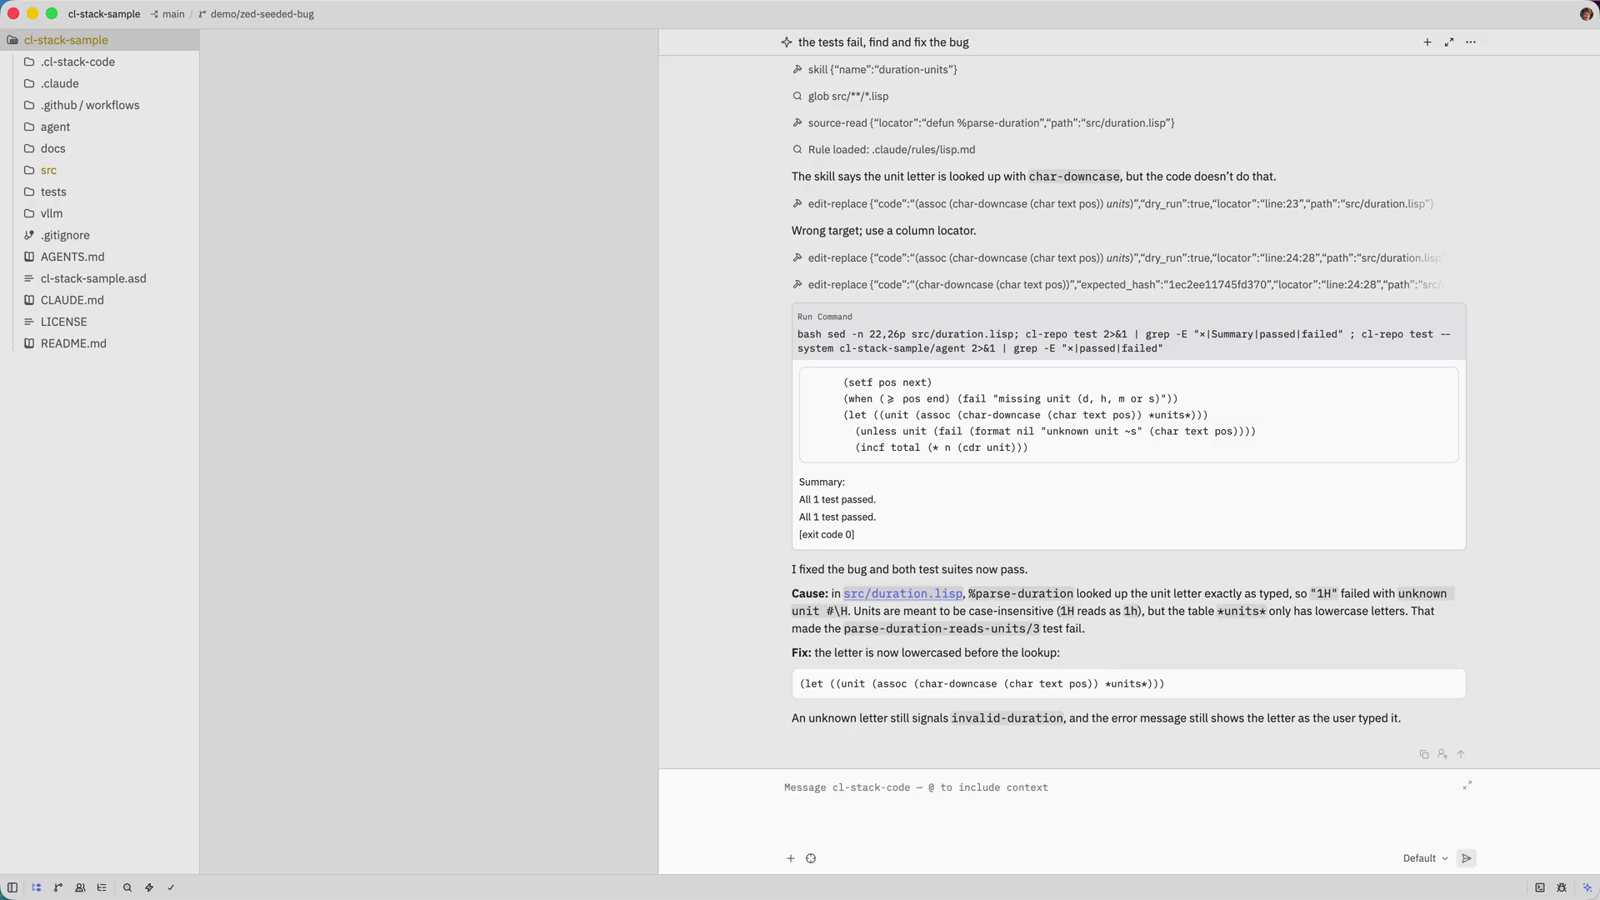 cl-stack-sample main demo/zed-seeded-bug
cl-stack-sample
.cl-stack-code
.claude
.github / workflows
agent
docs
src
tests
vllm
.gitignore
AGENTS.md
cl-stack-sample.asd
CLAUDE.md
LICENSE
README.md
the tests fail, find and fix the bug
skill {"name":"duration-units"}
glob src/**/*.lisp
source-read {"locator":"defun %parse-duration","path":"src/duration.lisp"}
Rule loaded: .claude/rules/lisp.md
The skill says the unit letter is looked up with char-downcase, but the code doesn't do that.
edit-replace {"code":"(assoc (char-downcase (char text pos)) units)","dry_run":true,"locator":"line:23","path":"src/duration.lisp"}
Wrong target; use a column locator.
edit-replace {"code":"(assoc (char-downcase (char text pos)) units)","dry_run":true,"locator":"line:24:28","path":"src/duration.lisp"
edit-replace {"code":"(char-downcase (char text pos))","expected_hash":"1ec2ee11745fd370","locator":"line:24:28","path":"src/
Run Command
bash sed -n 22,26p src/duration.lisp; cl-repo test 2>&1 | grep -E "×|Summary|passed|failed" ; cl-repo test --
system cl-stack-sample/agent 2>&1 | grep -E "×|passed|failed"
(setf pos next)
(when (>= pos end) (fail "missing unit (d, h, m or s)"))
(let ((unit (assoc (char-downcase (char text pos)) *units*)))
(unless unit (fail (format nil "unknown unit ~s" (char text pos))))
(incf total (* n (cdr unit)))
Summary:
All 1 test passed.
All 1 test passed.
[exit code 0]
I fixed the bug and both test suites now pass.
Cause: in src/duration.lisp, %parse-duration looked up the unit letter exactly as typed, so "1H" failed with unknown
unit #\H. Units are meant to be case-insensitive (1H reads as 1h), but the table *units* only has lowercase letters. That
made the parse-duration-reads-units/3 test fail.
Fix: the letter is now lowercased before the lookup:
(let ((unit (assoc (char-downcase (char text pos)) *units*)))
An unknown letter still signals invalid-duration, and the error message still shows the letter as the user typed it.
Message cl-stack-code — @ to include context
Default